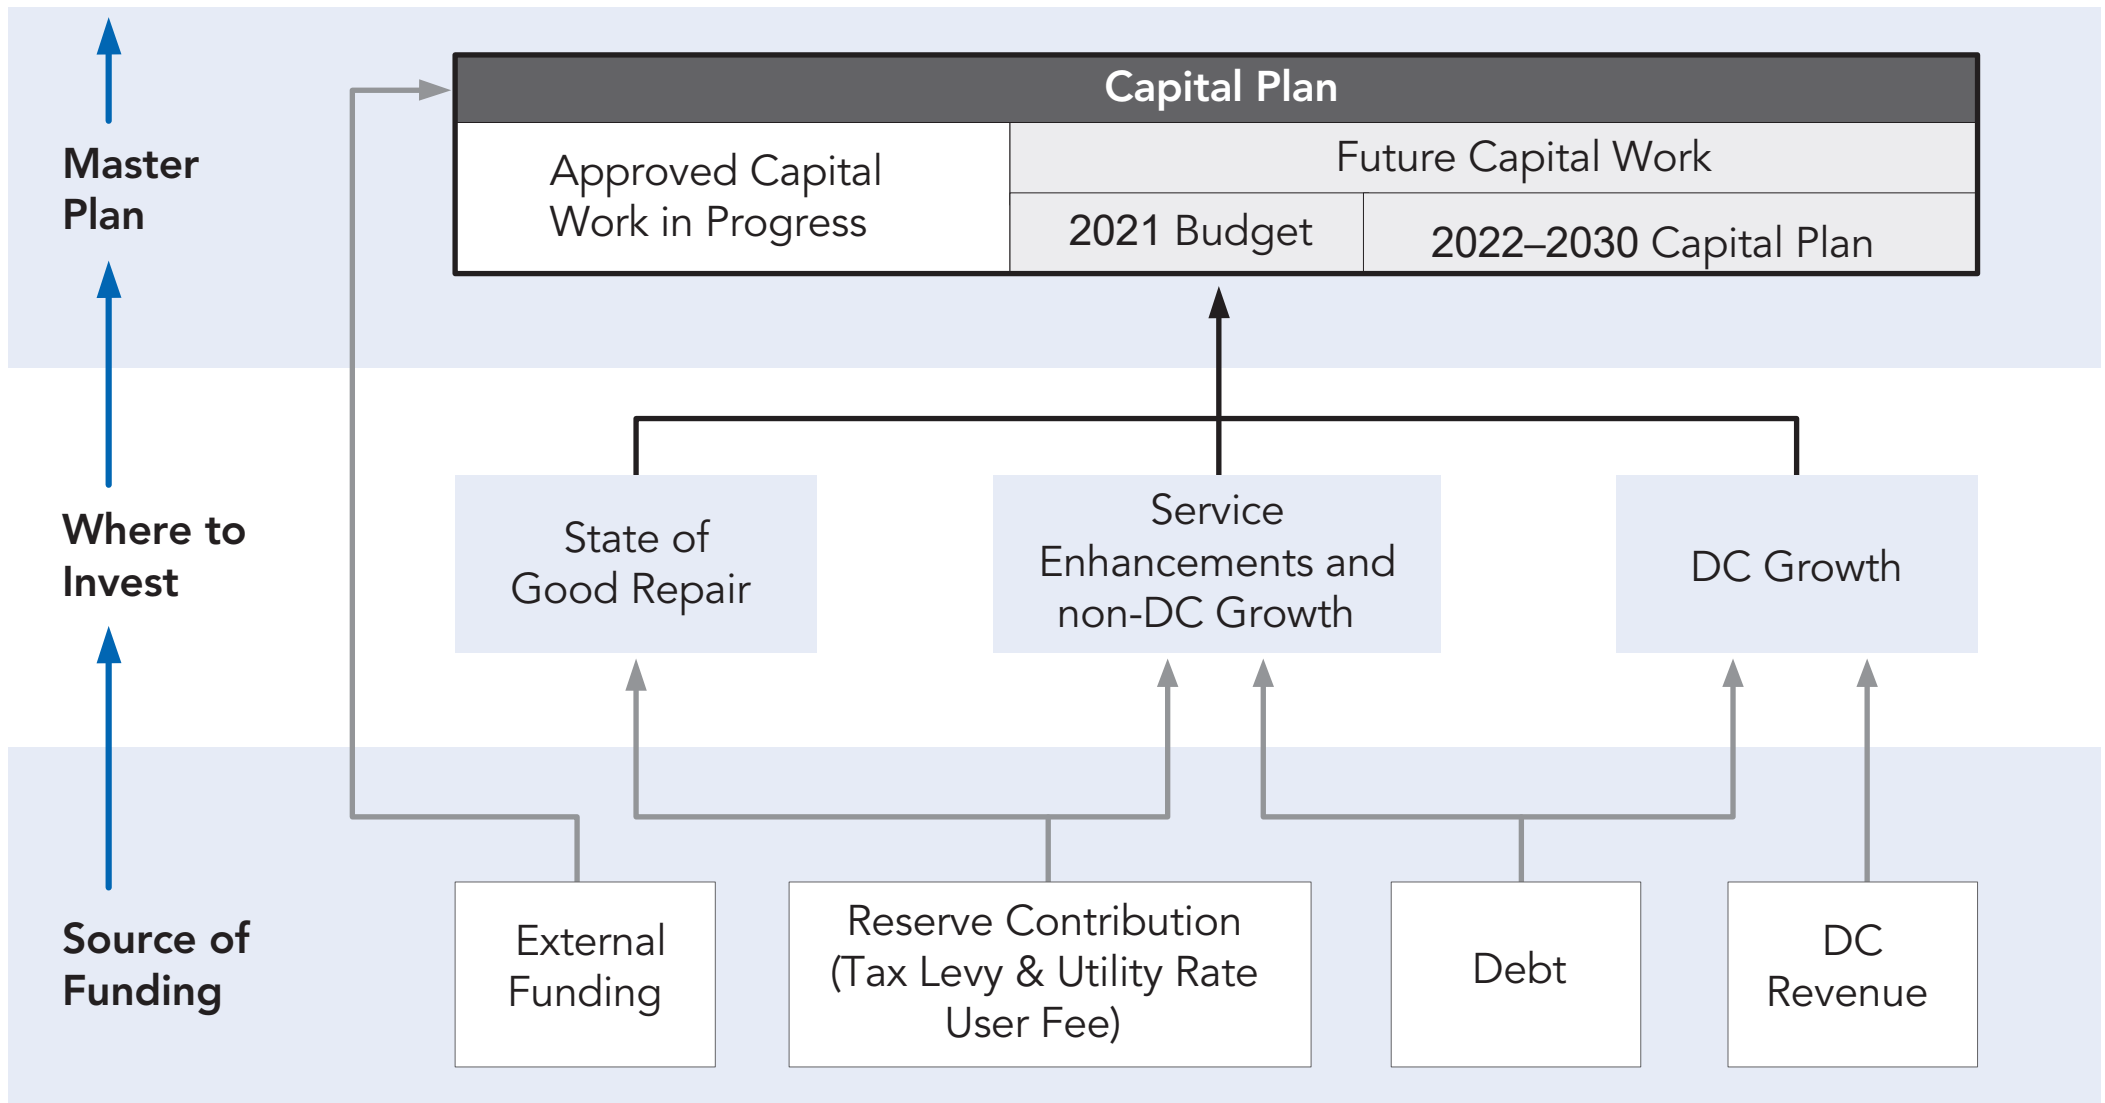 Capital Plan
Master
Plan
Approved Capital
Work in Progress
Future Capital Work
2021 Budget
2022–2030 Capital Plan
Where to
Invest
State of
Good Repair
Service
Enhancements and
non-DC Growth
DC Growth
Source of
Funding
External
Funding
Reserve Contribution
(Tax Levy & Utility Rate
User Fee)
Debt
DC
Revenue